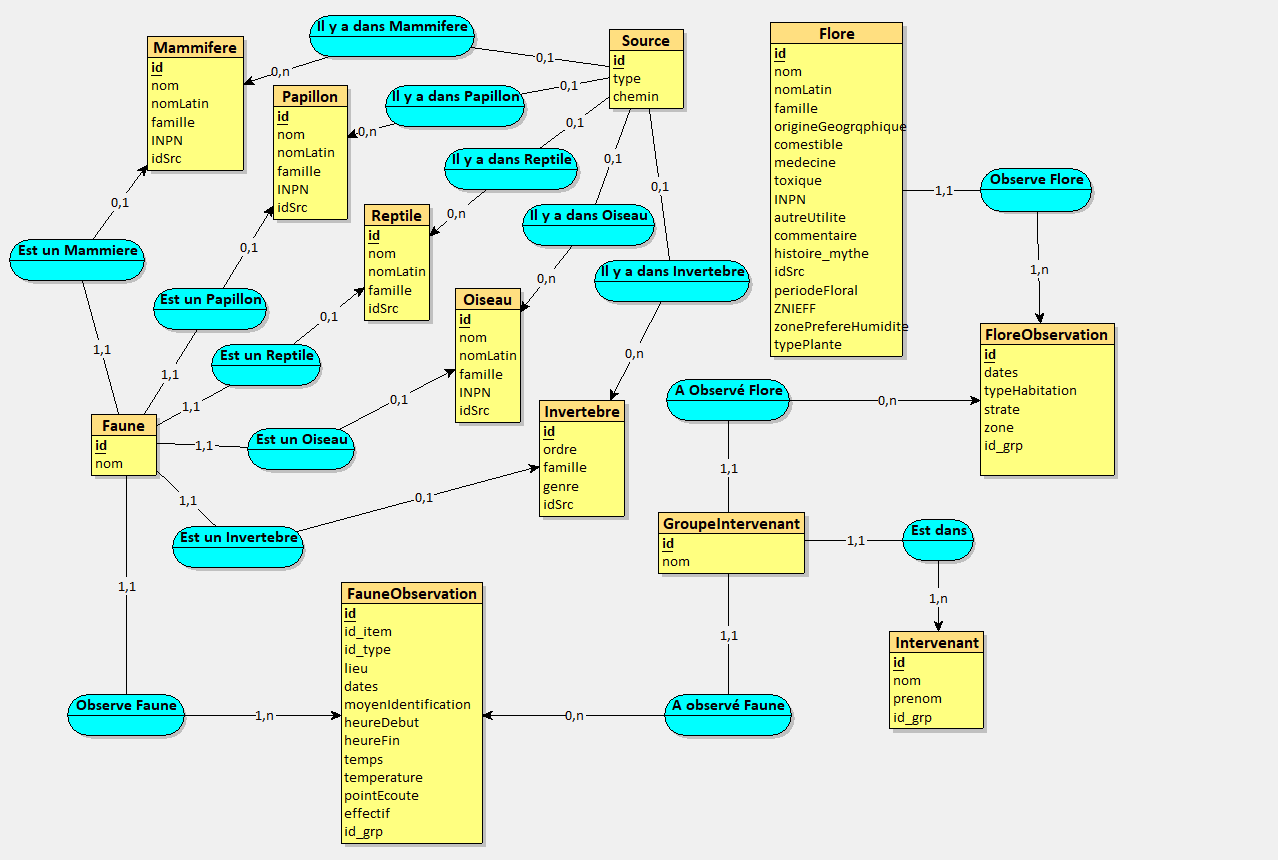 Il y a dans Mammifere
0,n
0,1
Mammifere
id
nom
nomLatin
famille
INPN
idSrc
Source
id
type
chemin
Flore
id
nom
nomLatin
famille
origineGeogrqphique
comestible
medecine
toxique
INPN
autreUtilite
commentaire
histoire_mythe
idSrc
periodeFloral
ZNIEFF
zonePrefereHumidite
typePlante
Papillon
id
nom
nomLatin
famille
INPN
idSrc
Il y a dans Papillon
0,1
0,n
Il y a dans Reptile
0,1
0,n
Il y a dans Oiseau
0,1
0,n
Il y a dans Invertebre
0,1
0,n
Observe Flore
1,1
1,n
Reptile
id
nom
nomLatin
famille
idSrc
Est un Mammiere
0,1
1,1
Est un Papillon
0,1
1,1
Est un Reptile
0,1
1,1
Oiseau
id
nom
nomLatin
famille
INPN
idSrc
FloreObservation
id
dates
typeHabitation
strate
zone
id_grp
A Observé Flore
0,n
1,1
Invertebre
id
ordre
famille
genre
idSrc
Faune
id
nom
Est un Oiseau
1,1
0,1
Est un Invertebre
1,1
0,1
GroupeIntervenant
id
nom
Est dans
1,1
1,n
Intervenant
id
nom
prenom
id_grp
FauneObservation
id
id_item
id_type
lieu
dates
moyenIdentification
heureDebut
heureFin
temps
temperature
pointEcoute
effectif
id_grp
Observe Faune
1,1
1,n
A observé Faune
1,1
0,n